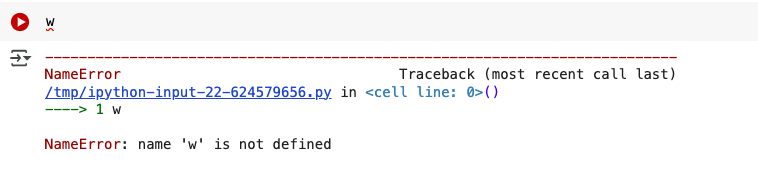 w
---------------------------------------------------------------------------
NameError                                 Traceback (most recent call last)
/tmp/ipython-input-22-624579656.py in <cell line: 0>()
----> 1 w

NameError: name 'w' is not defined